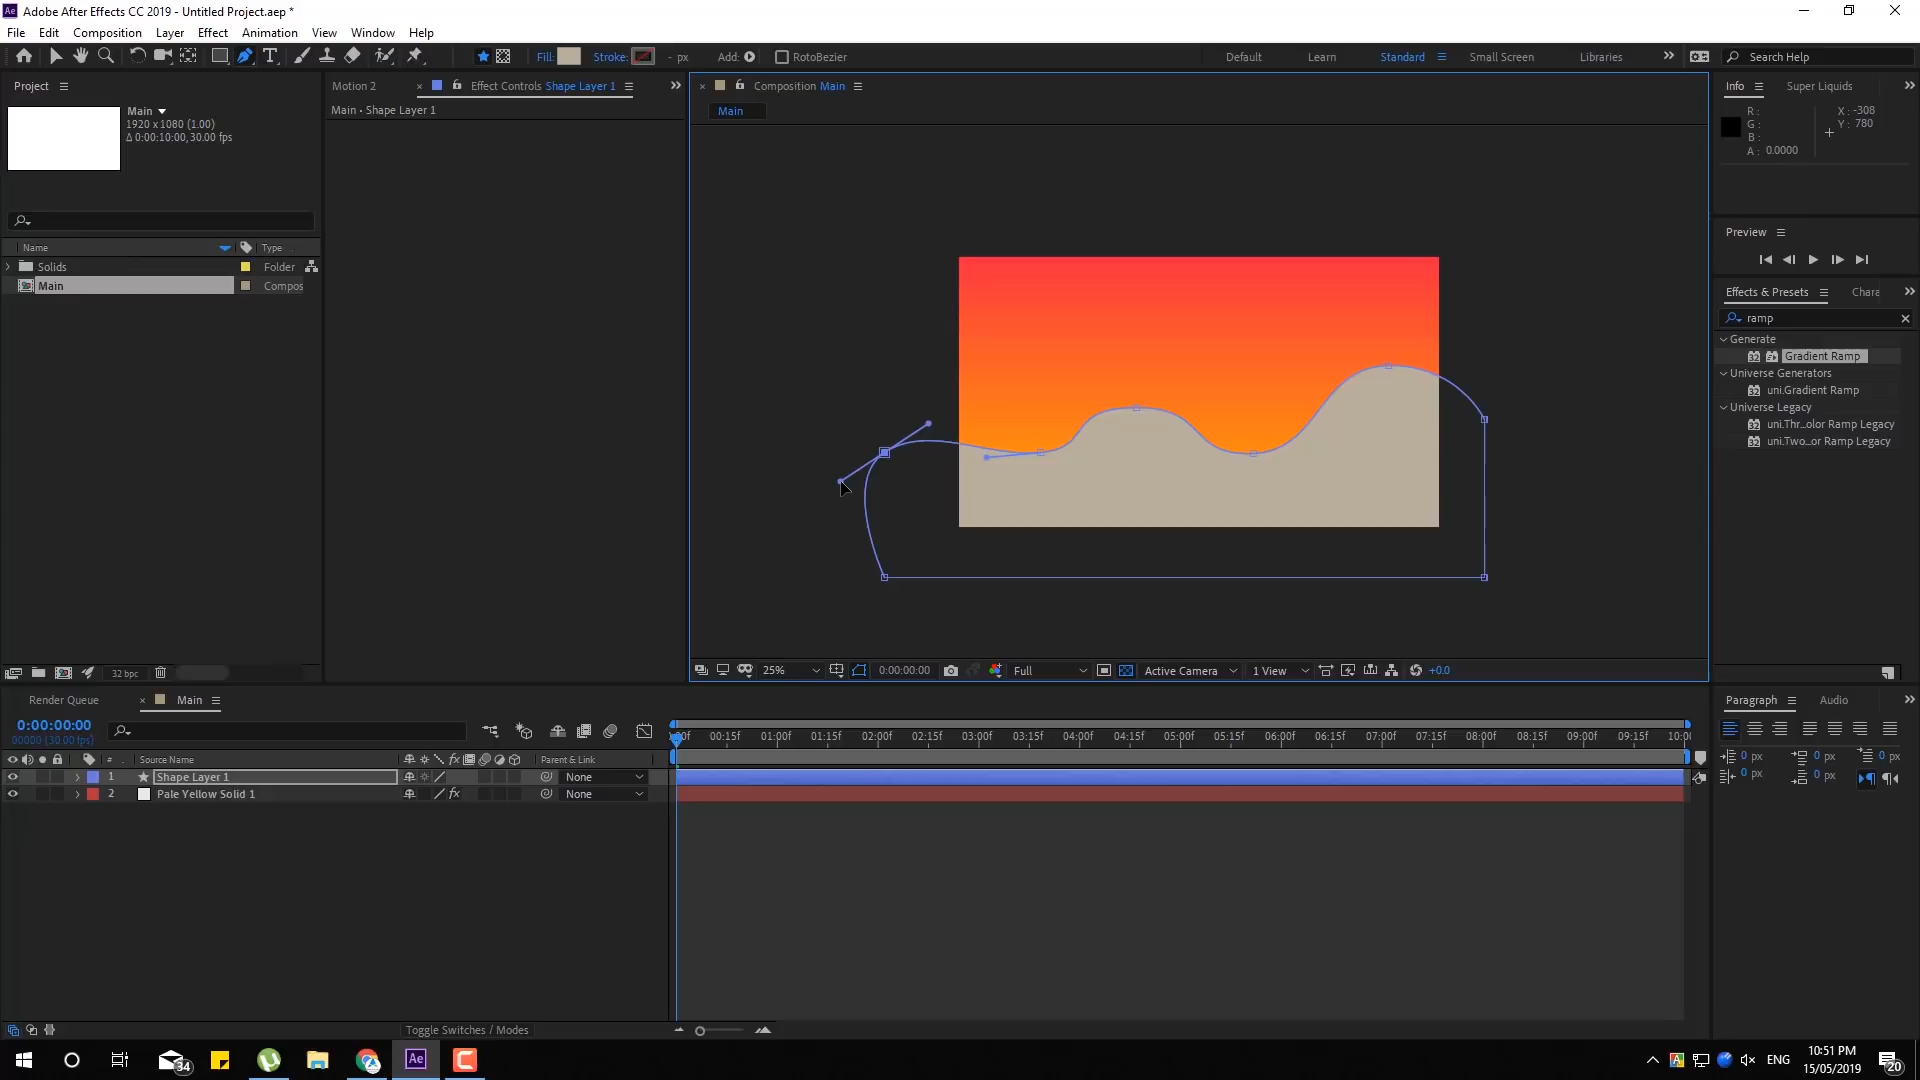 Adobe After Effects CC 2019 - Untitled Project.aep *
File Edit Composition Layer Effect Animation View Window Help
Fill: Stroke: - px Add: RotoBezier Default Learn Standard Small Screen Libraries Search Help
Project Motion 2 Effect Controls Shape Layer 1 Composition Main Info Super Liquids
Main
1920 x 1080 (1.00)
Δ 0:00:10:00, 30.00 fps
Main • Shape Layer 1
Main
R: X: -308
G: Y: 780
B:
A: 0.0000
Preview
Name Type
Solids Folder
Main Compos
Effects & Presets Chara
ramp
Generate
Gradient Ramp
Universe Generators
uni.Gradient Ramp
Universe Legacy
uni.Thr...olor Ramp Legacy
uni.Two...or Ramp Legacy
32 bpc
25% 0:00:00:00 Full Active Camera 1 View +0.0
Render Queue Main
0:00:00:00
00000 (30.00 fps)
:00f 00:15f 01:00f 01:15f 02:00f 02:15f 03:00f 03:15f 04:00f 04:15f 05:00f 05:15f 06:00f 06:15f 07:00f 07:15f 08:00f 08:15f 09:00f 09:15f 10:0
# Source Name Parent & Link
1 Shape Layer 1 None
2 Pale Yellow Solid 1 None
Paragraph Audio
0 px 0 px 0 px
0 px 0 px
Toggle Switches / Modes
34
ENG
10:51 PM
15/05/2019
20